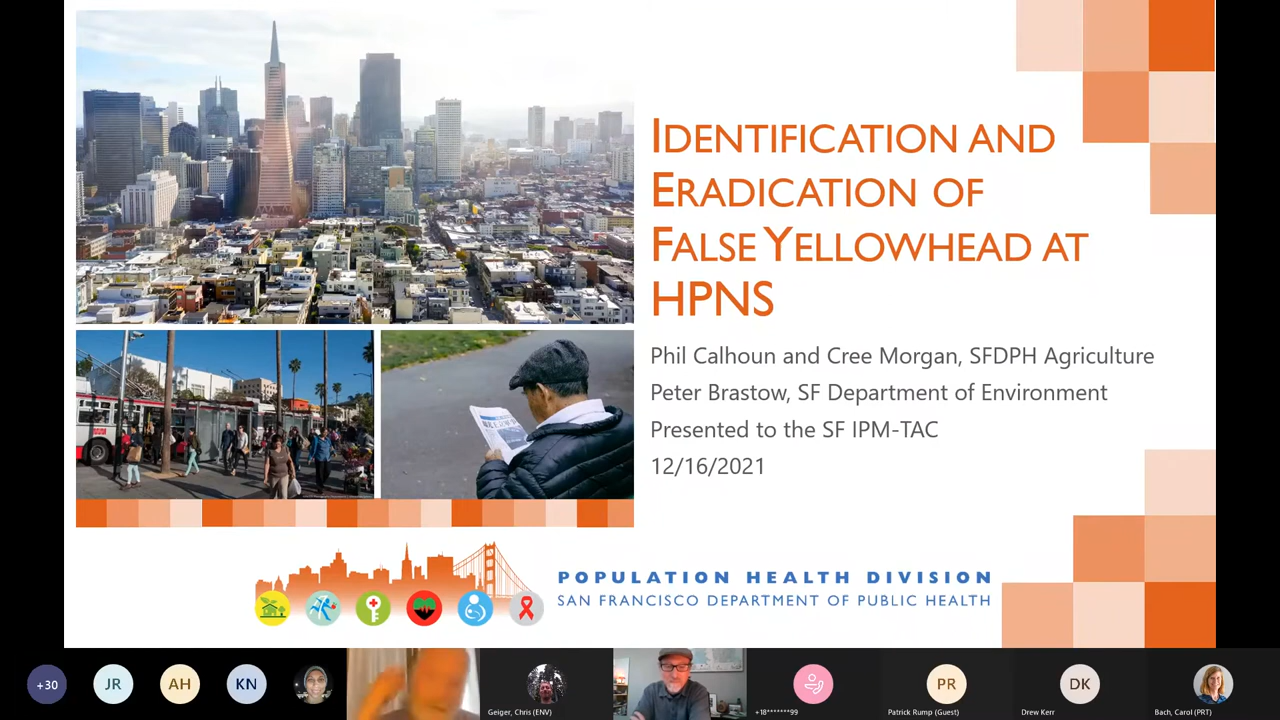 IDENTIFICATION AND
ERADICATION OF
FALSE YELLOWHEAD AT
HPNS
Phil Calhoun and Cree Morgan, SFDPH Agriculture
Peter Brastow, SF Department of Environment
Presented to the SF IPM-TAC
12/16/2021
POPULATION HEALTH DIVISION
SAN FRANCISCO DEPARTMENT OF PUBLIC HEALTH
+30
JR
AH
KN
Geiger, Chris (ENV)
+18*******99
PR
Patrick Rump (Guest)
DK
Drew Kerr
Bach, Carol (PRT)